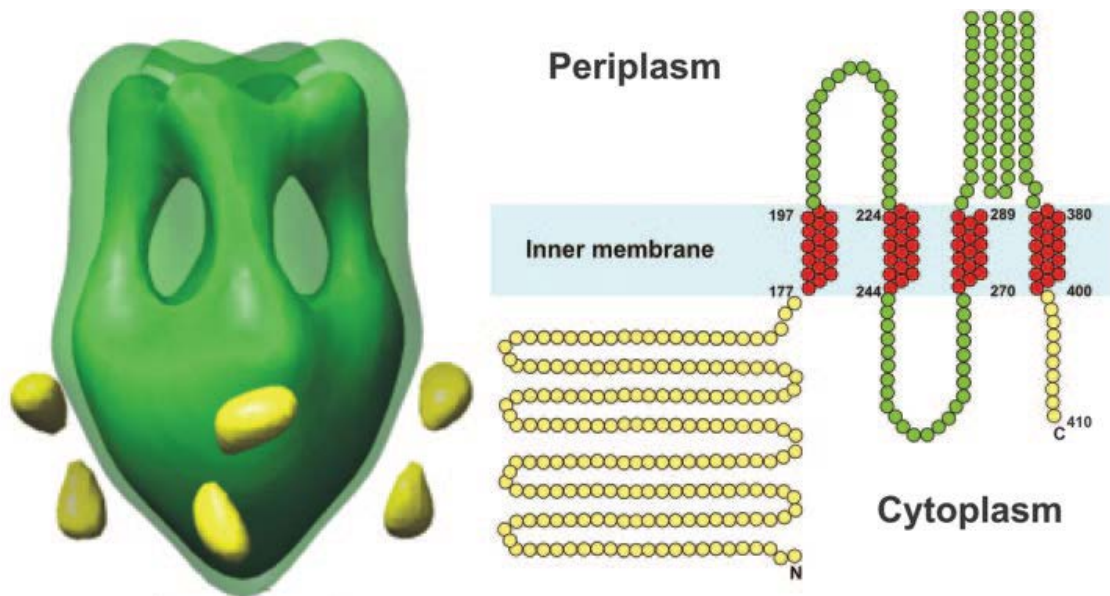 Periplasm
197 224 289 380
Inner membrane
177 244 270 400
410
C
Cytoplasm
N